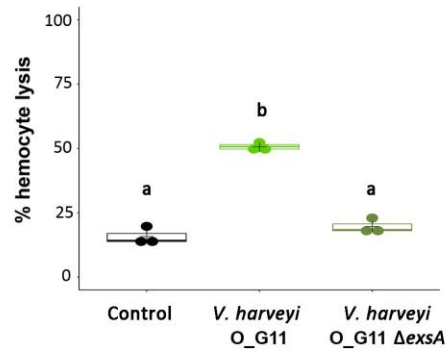 % hemocyte lysis
100
75
50
25
0
a
b
a
Control
V. harveyi
O_G11
V. harveyi
O_G11 ΔexsA